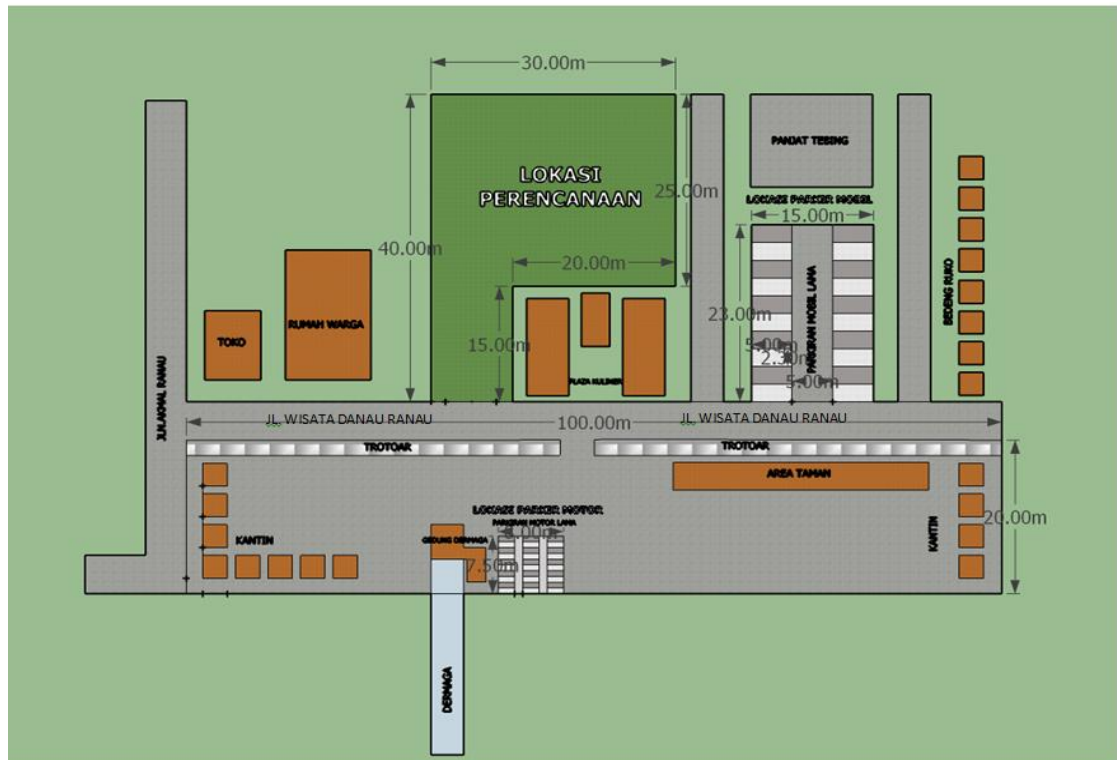 30.00m
PANJAT TEBING
LOKASI
PERENCANAAN
25.00m
LOKASI PARKER MOBIL
15.00m
40.00m
20.00m
BEDENG RUKO
23.00m
PARKIRAN MOBIL LAMA
RUMAH WARGA
TOKO
15.00m
5.00m
2.30m
5.00m
PLAZA KULINER
JL. WISATA DANAU RANAU
100.00m
JL. WISATA DANAU RANAU
TROTOAR
TROTOAR
AREA TAMAN
LOKASI PARKER MOTOR
PARKIRAN MOTOR LAMA
20.00m
KANTIN
GEDUNG DERMAGA
KANTIN
7.50m
DERMAGA